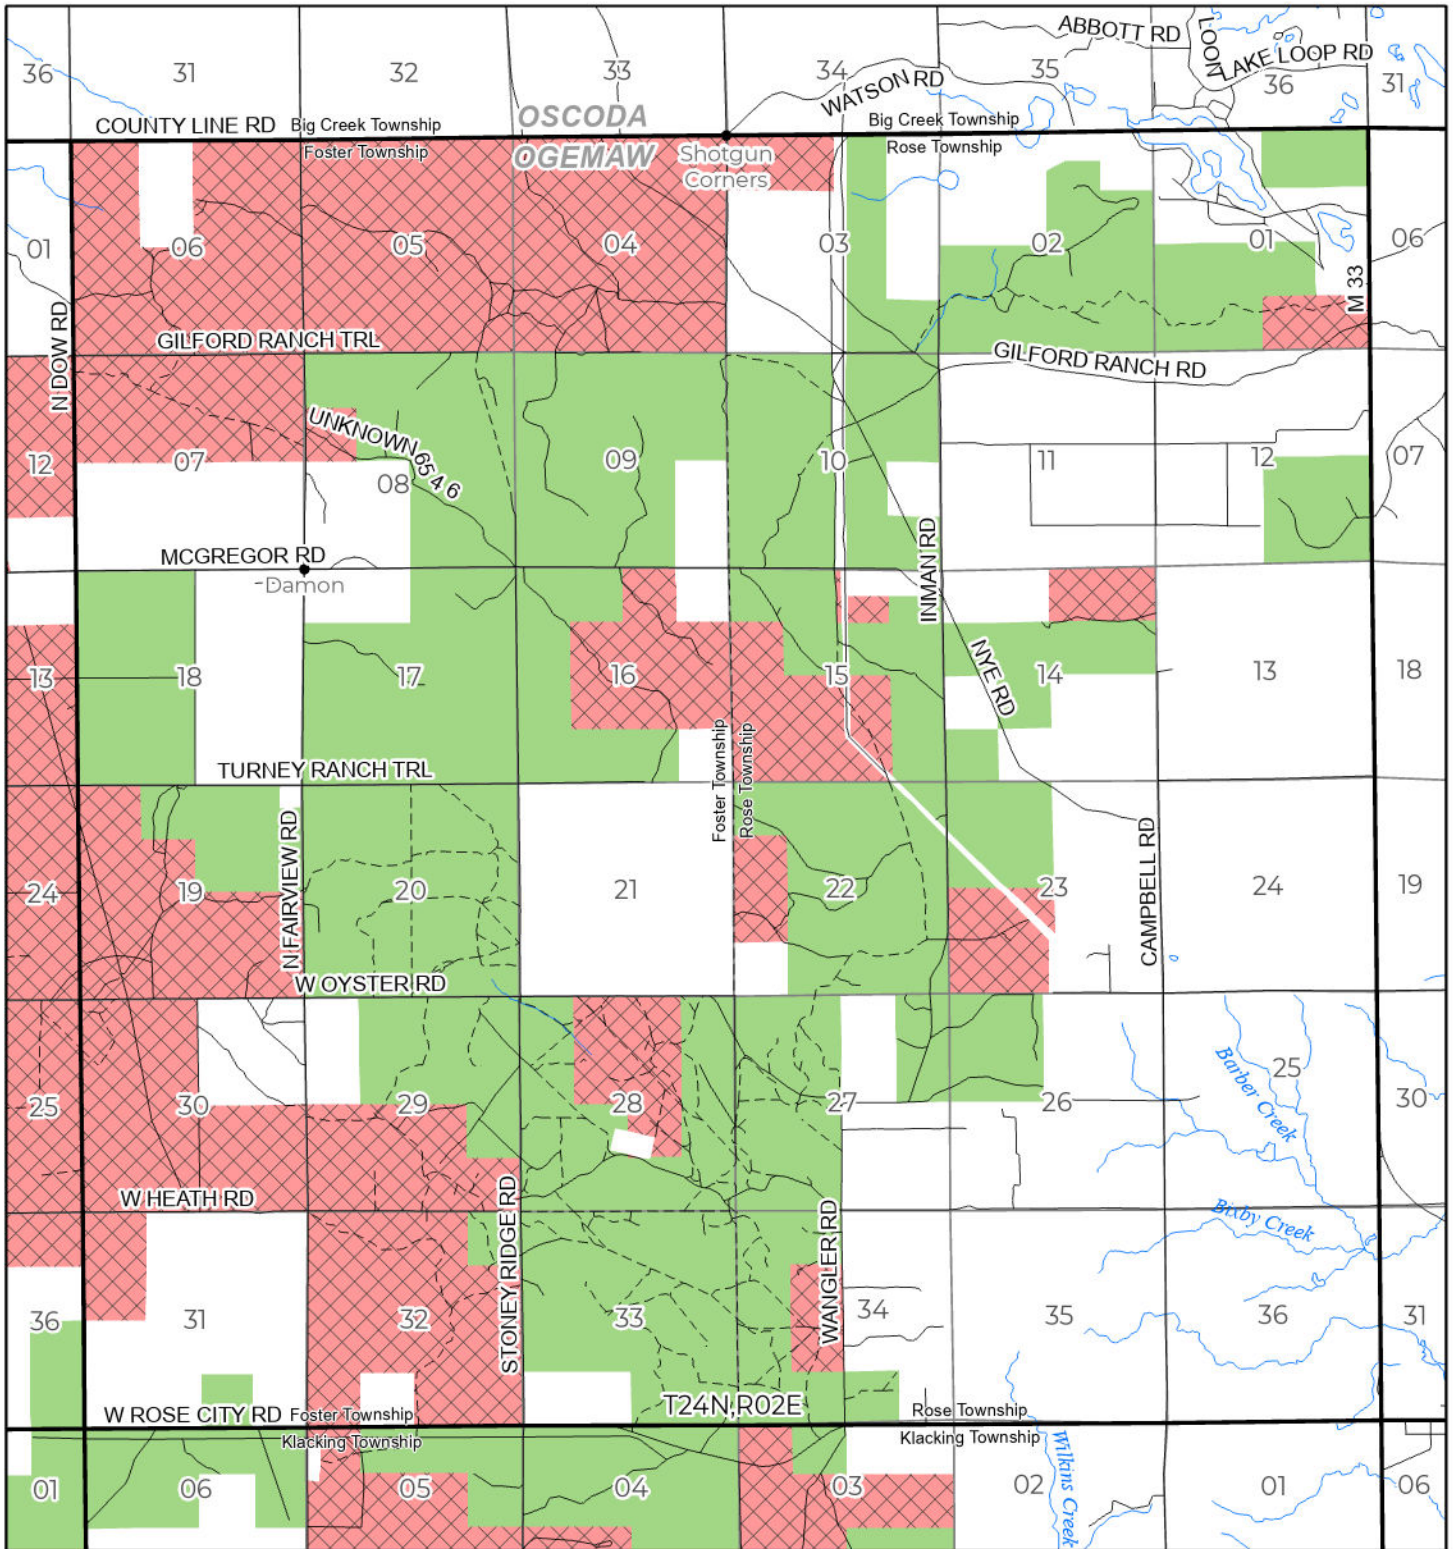 ABBOTT RD
LOON
LAKE LOOP RD
36
31
32
33
34
35
36
31
WATSON RD
OSCODA
COUNTY LINE RD
Big Creek Township
Big Creek Township
Foster Township
OGEMAW
Shotgun
Corners
Rose Township
01
06
05
04
03
02
01
06
M 33
N DOW RD
GILFORD RANCH TRL
GILFORD RANCH RD
UNKNOWN 65 4 6
12
07
08
09
10
11
12
07
MCGREGOR RD
Damon
INMAN RD
NYE RD
13
18
17
16
15
14
13
18
Foster Township
Rose Township
TURNEY RANCH TRL
N FAIRVIEW RD
CAMPBELL RD
24
19
20
21
22
23
24
19
W OYSTER RD
25
30
29
28
27
26
25
30
Barber Creek
W HEATH RD
STONEY RIDGE RD
WANGLER RD
Bixby Creek
36
31
32
33
34
35
36
31
T24N,R02E
W ROSE CITY RD
Foster Township
Rose Township
Klacking Township
Klacking Township
Wilkins Creek
01
06
05
04
03
02
01
06